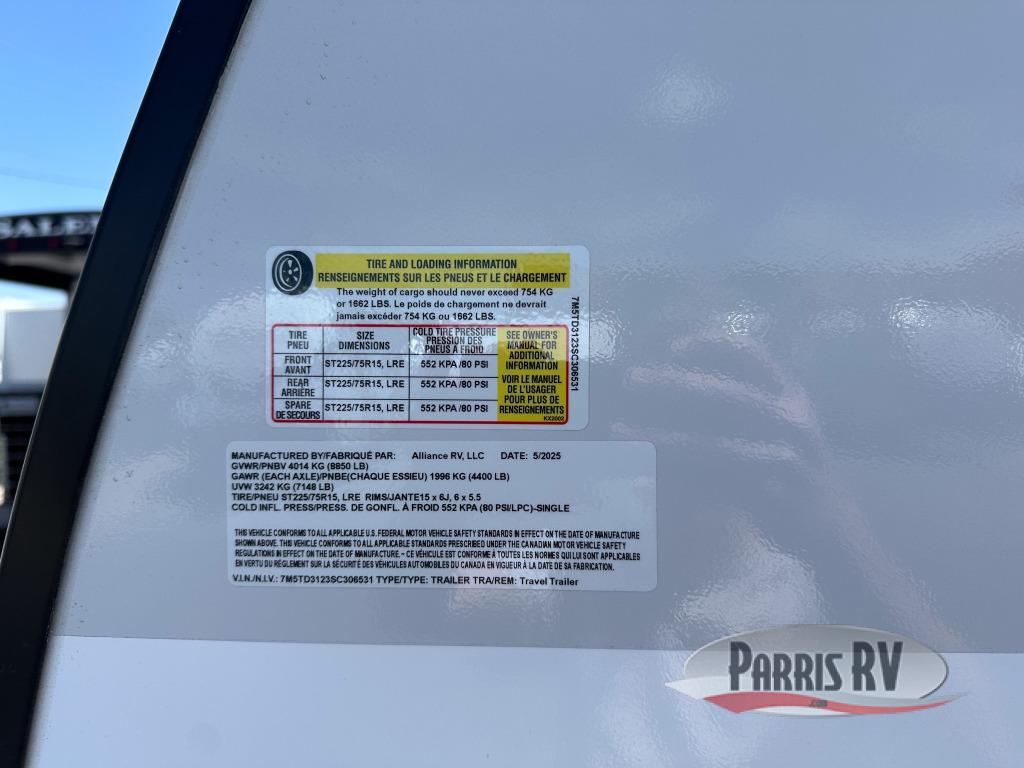 SALE
TIRE AND LOADING INFORMATION
RENSEIGNEMENTS SUR LES PNEUS ET LE CHARGEMENT
The weight of cargo should never exceed 754 KG
or 1662 LBS. Le poids de chargement ne devrait
jamais excéder 754 KG ou 1662 LBS.
TIRE
PNEU
SIZE
DIMENSIONS
COLD TIRE PRESSURE
PRESSION DES
PNEUS A FROID
FRONT
AVANT
ST225/75R15, LRE
552 KPA /80 PSI
REAR
ARRIÈRE
ST225/75R15, LRE
552 KPA /80 PSI
SPARE
DE SECOURS
ST225/75R15, LRE
552 KPA /80 PSI
SEE OWNER'S
MANUAL FOR
ADDITIONAL
INFORMATION
VOIR LE MANUEL
DE L'USAGER
POUR PLUS DE
RENSEIGNEMENTS
KX2002
7M5TD3123SC306531
MANUFACTURED BY/FABRIQUÉ PAR: Alliance RV, LLC DATE: 5/2025
GVWR/PNBV 4014 KG (8850 LB)
GAWR (EACH AXLE)/PNBE(CHAQUE ESSIEU) 1996 KG (4400 LB)
UVW 3242 KG (7148 LB)
TIRE/PNEU ST225/75R15, LRE RIMS/JANTE15 x 6J, 6 x 5.5
COLD INFL. PRESS/PRESS. DE GONFL. À FROID 552 KPA (80 PSI/LPC)-SINGLE
THIS VEHICLE CONFORMS TO ALL APPLICABLE U.S. FEDERAL MOTOR VEHICLE SAFETY STANDARDS IN EFFECT ON THE DATE OF MANUFACTURE
SHOWN ABOVE. THIS VEHICLE CONFORMS TO ALL APPLICABLE STANDARDS PRESCRIBED UNDER THE CANADIAN MOTOR VEHICLE SAFETY
REGULATIONS IN EFFECT ON THE DATE OF MANUFACTURE. - CE VÉHICULE EST CONFORME À TOUTES LES NORMES QUI LUI SONT APPLICABLES
EN VERTU DU RÈGLEMENT SUR LA SÉCURITÉ DES VÉHICULES AUTOMOBILES DU CANADA EN VIGUEUR À LA DATE DE SA FABRICATION.
V.I.N./N.I.V.: 7M5TD3123SC306531 TYPE/TYPE: TRAILER TRA/REM: Travel Trailer
PARRIS RV
.com